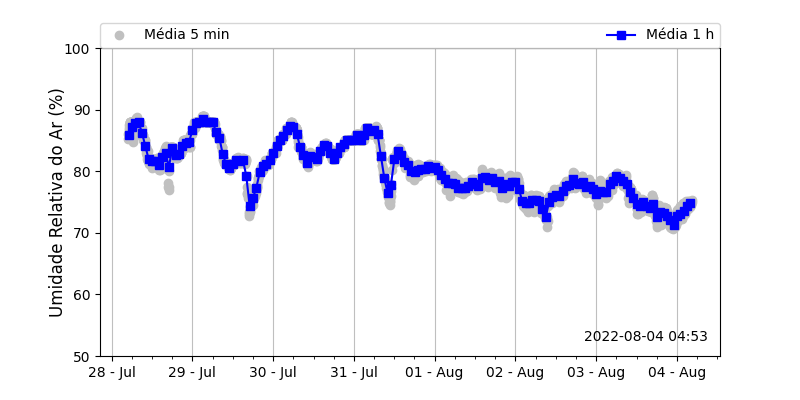 Média 5 min
Média 1 h
Umidade Relativa do Ar (%)
100
90
80
70
60
50
2022-08-04 04:53
28 - Jul
29 - Jul
30 - Jul
31 - Jul
01 - Aug
02 - Aug
03 - Aug
04 - Aug